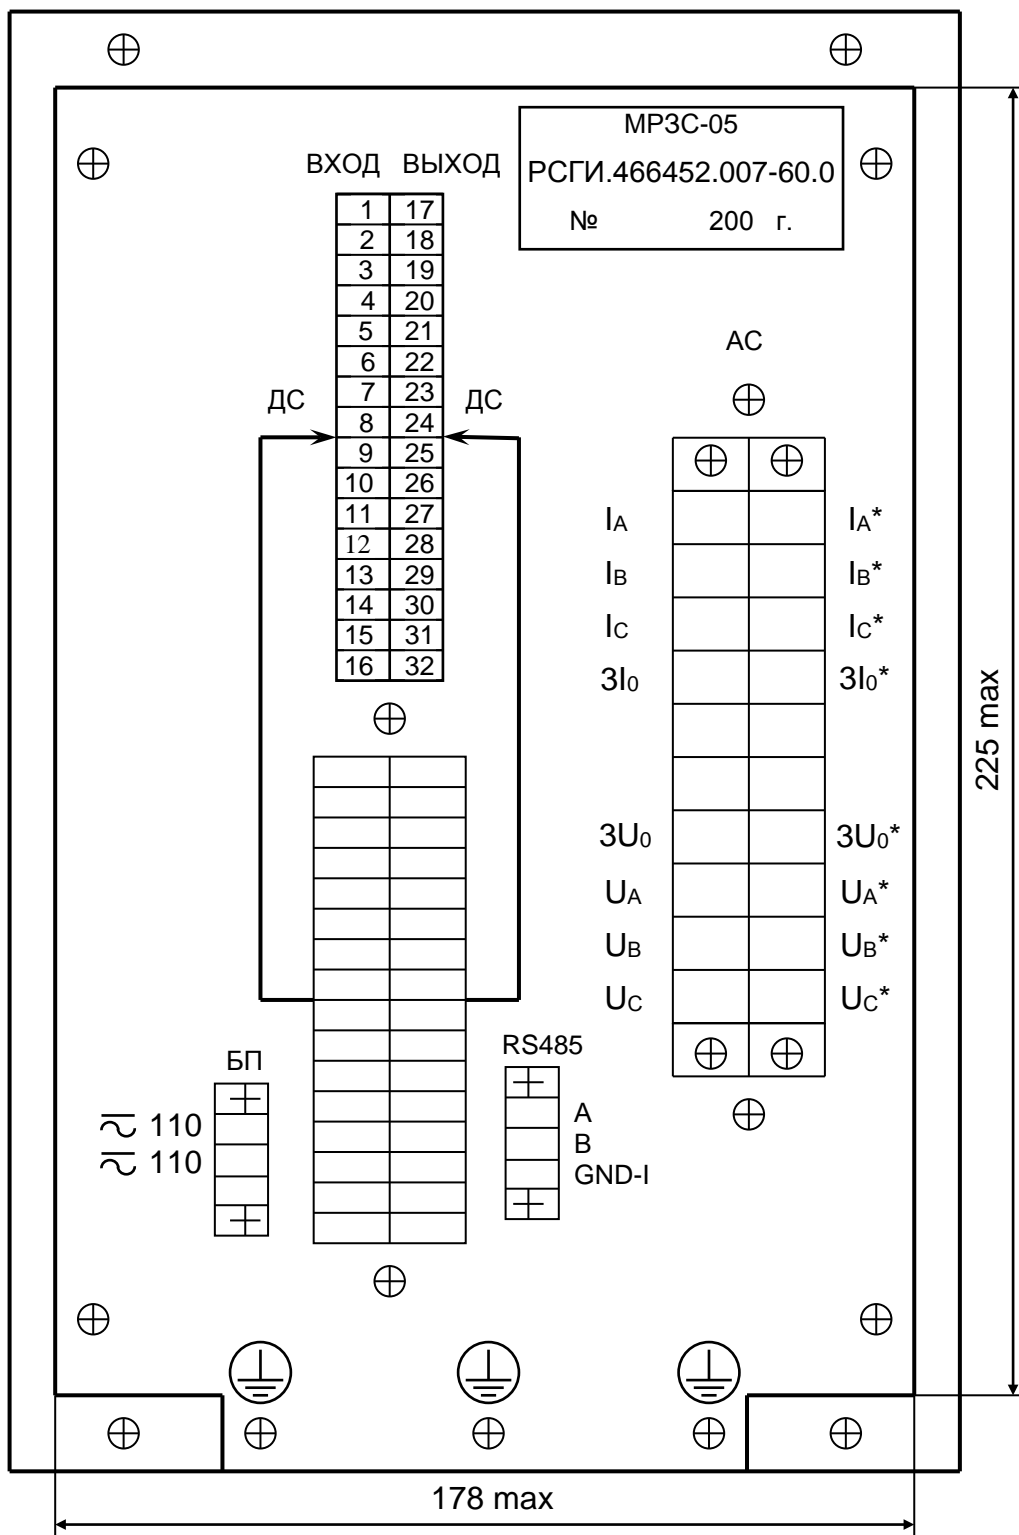 МРЗС-05
РСГИ.466452.007-60.0
№ 200 г.
ВХОД ВЫХОД
1 17
2 18
3 19
4 20
5 21
6 22
7 23
8 24
9 25
10 26
11 27
12 28
13 29
14 30
15 31
16 32
ДС ДС
АС
IA IA*
IB IB*
IC IC*
3I0 3I0*
3U0 3U0*
UA UA*
UB UB*
UC UC*
БП
110
110
RS485
A
B
GND-I
225 max
178 max